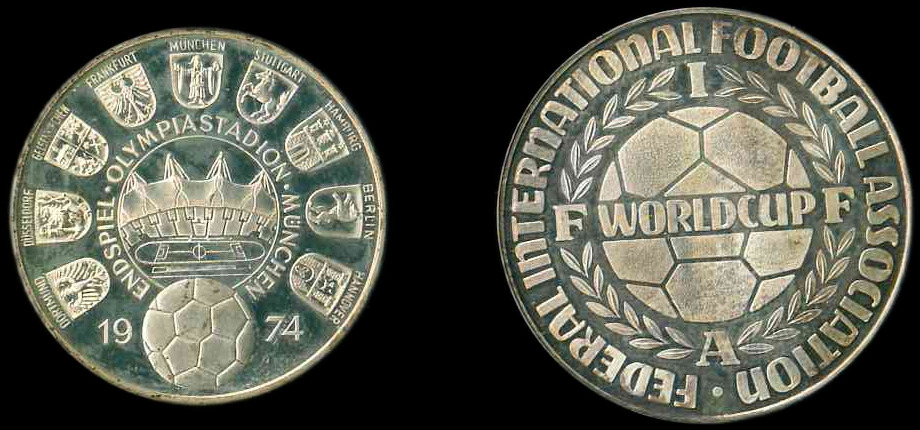 DORTMUND
DÜSSELDORF
GELSENKIRCHEN
FRANKFURT
MÜNCHEN
STUTTGART
HAMBURG
BERLIN
HANNOVER
ENDSPIEL · OLYMPIASTADION · MÜNCHEN
19 74
FEDERAL INTERNATIONAL FOOTBALL ASSOCIATION ·
I
F WORLDCUP F
A